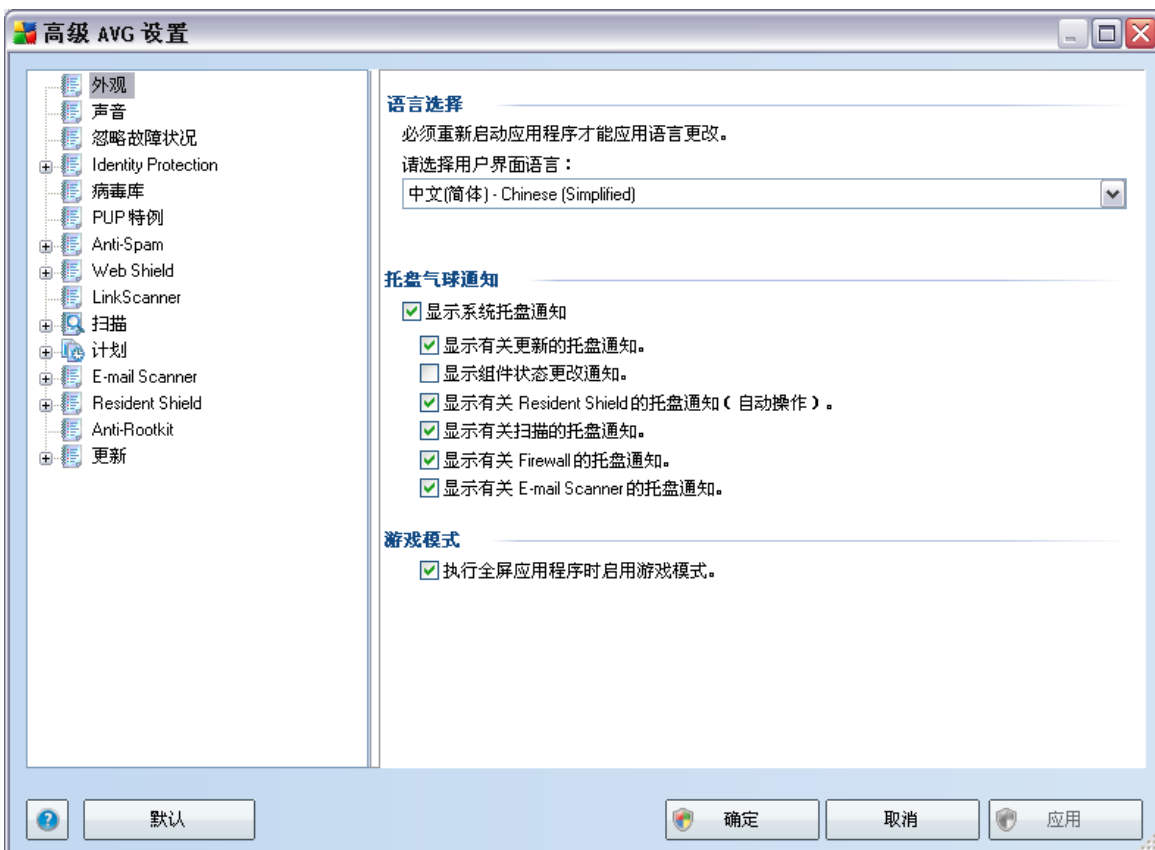 高级 AVG 设置
外观
声音
忽略故障状况
Identity Protection
病毒库
PUP 特例
Anti-Spam
Web Shield
LinkScanner
扫描
计划
E-mail Scanner
Resident Shield
Anti-Rootkit
更新
语言选择
必须重新启动应用程序才能应用语言更改。
请选择用户界面语言：
中文(简体) - Chinese (Simplified)
托盘气球通知
显示系统托盘通知
显示有关更新的托盘通知。
显示组件状态更改通知。
显示有关 Resident Shield 的托盘通知（自动操作）。
显示有关扫描的托盘通知。
显示有关 Firewall 的托盘通知。
显示有关 E-mail Scanner 的托盘通知。
游戏模式
执行全屏应用程序时启用游戏模式。
默认
确定
取消
应用